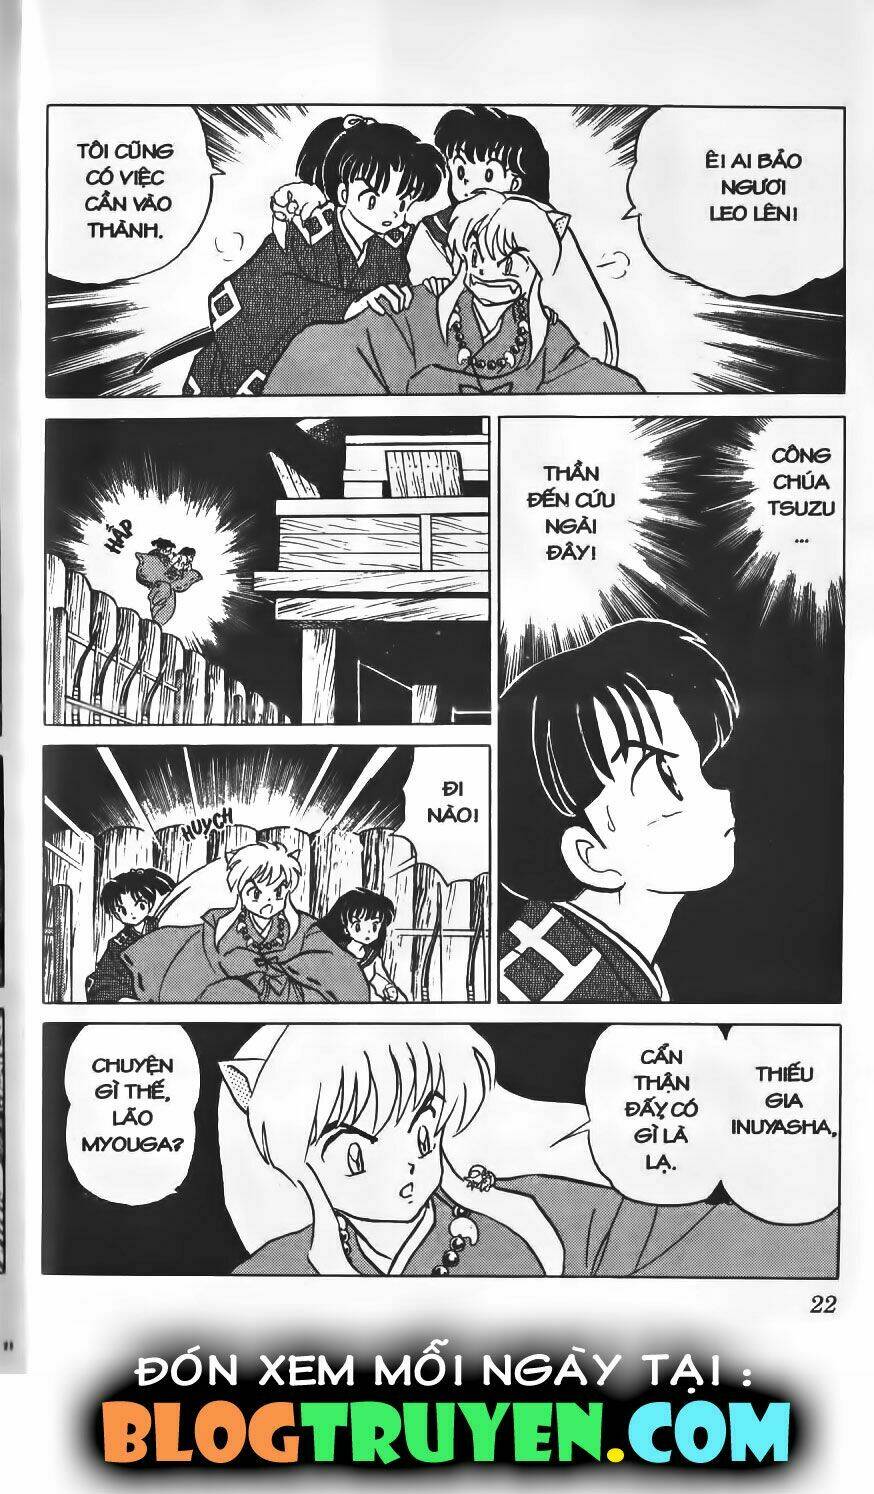 ÊI AI BẢO
NGƯƠI
LEO LÊN!
TÔI CŨNG
CÓ VIỆC
CẦN VÀO
THÀNH.
CÔNG
CHÚA
TSUZU
...
THẦN
ĐẾN CỨU
NGÀI
ĐÂY!
HẤP
HUỴCH
ĐI
NÀO!
THIẾU
GIA
INUYASHA,
CẨN
THẬN
ĐẤY, CÓ
GÌ LÀ
LẠ.
CHUYỆN
GÌ THẾ,
LÃO
MYOUGA?
22
ĐÓN XEM MỖI NGÀY TẠI :
BLOGTRUYEN.COM